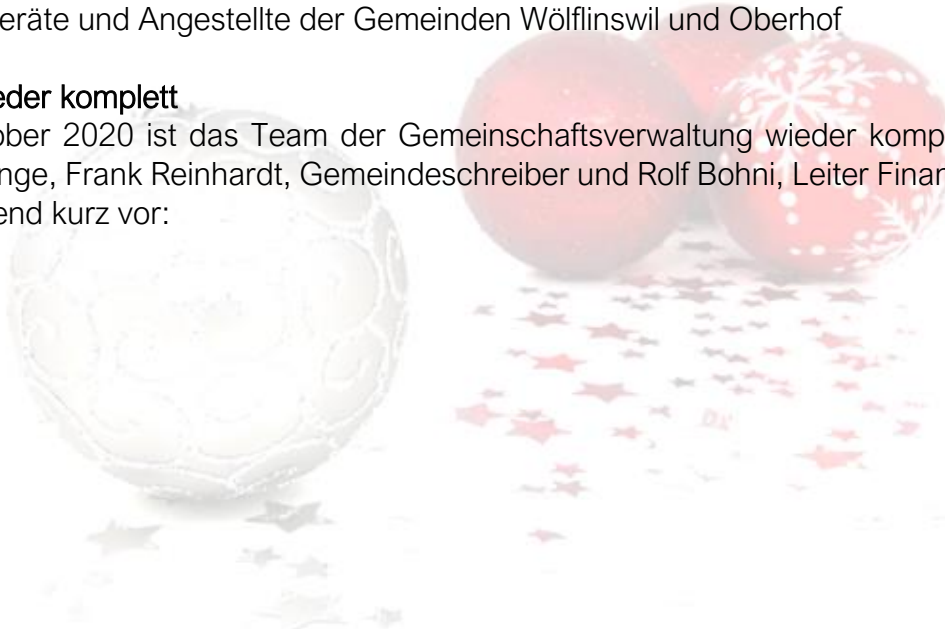 eräte und Angestellte der Gemeinden Wölflinswil und Oberhof
eder komplett
ober 2020 ist das Team der Gemeinschaftsverwaltung wieder komp
nge, Frank Reinhardt, Gemeindeschreiber und Rolf Bohni, Leiter Finan
end kurz vor: